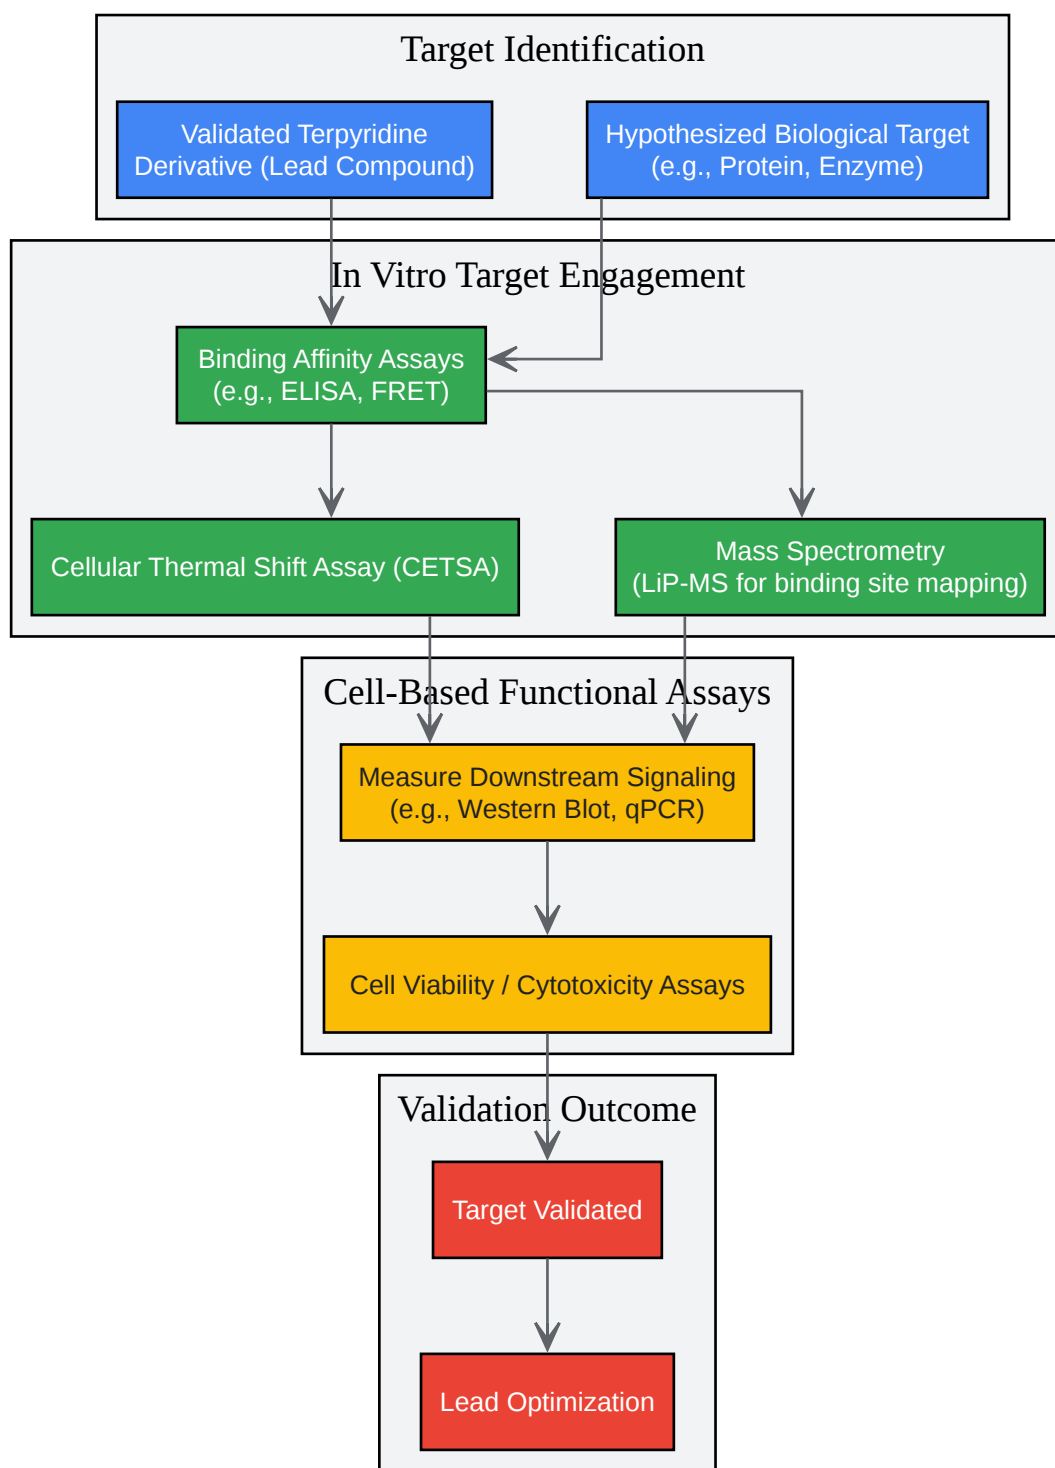 Target Identification
Validated Terpyridine
Derivative (Lead Compound)
Hypothesized Biological Target
(e.g., Protein, Enzyme)
In Vitro Target Engagement
Binding Affinity Assays
(e.g., ELISA, FRET)
Cellular Thermal Shift Assay (CETSA)
Mass Spectrometry
(LiP-MS for binding site mapping)
Cell-Based Functional Assays
Measure Downstream Signaling
(e.g., Western Blot, qPCR)
Cell Viability / Cytotoxicity Assays
Validation Outcome
Target Validated
Lead Optimization